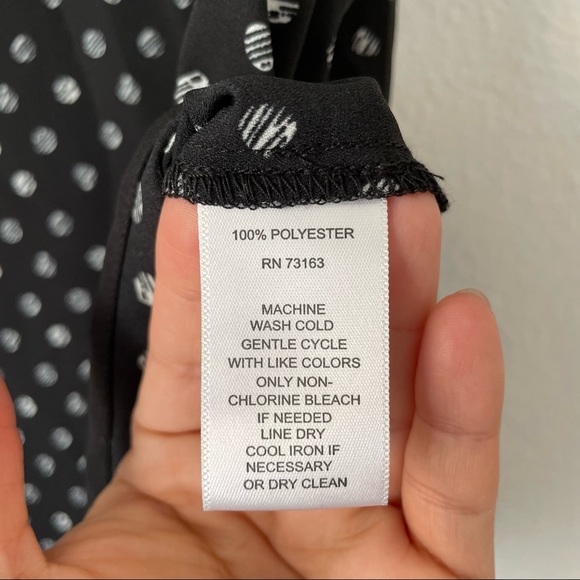 100% POLYESTER
RN 73163
MACHINE
WASH COLD
GENTLE CYCLE
WITH LIKE COLORS
ONLY NON-
CHLORINE BLEACH
IF NEEDED
LINE DRY
COOL IRON IF
NECESSARY
OR DRY CLEAN